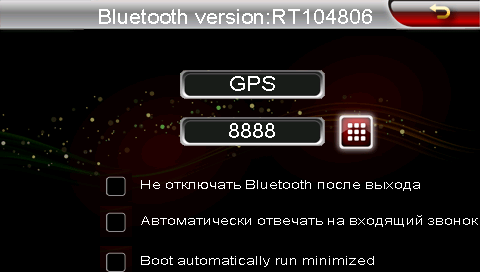 Bluetooth version:RT104806
GPS
8888
Не отключать Bluetooth после выхода
Автоматически отвечать на входящий звонок
Boot automatically run minimized